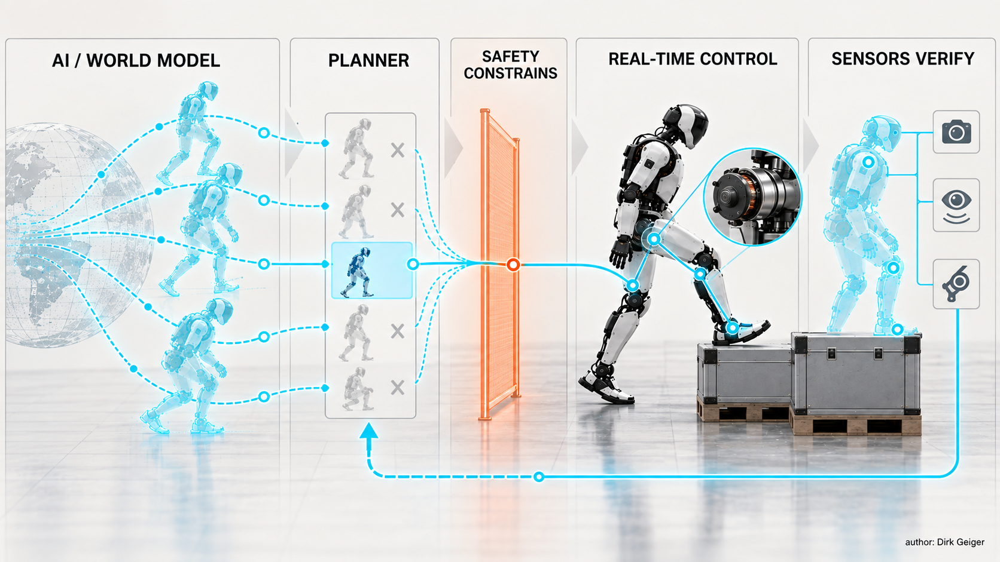 AI / WORLD MODEL
PLANNER
SAFETY
CONSTRAINS
REAL-TIME CONTROL
SENSORS VERIFY
author: Dirk Geiger